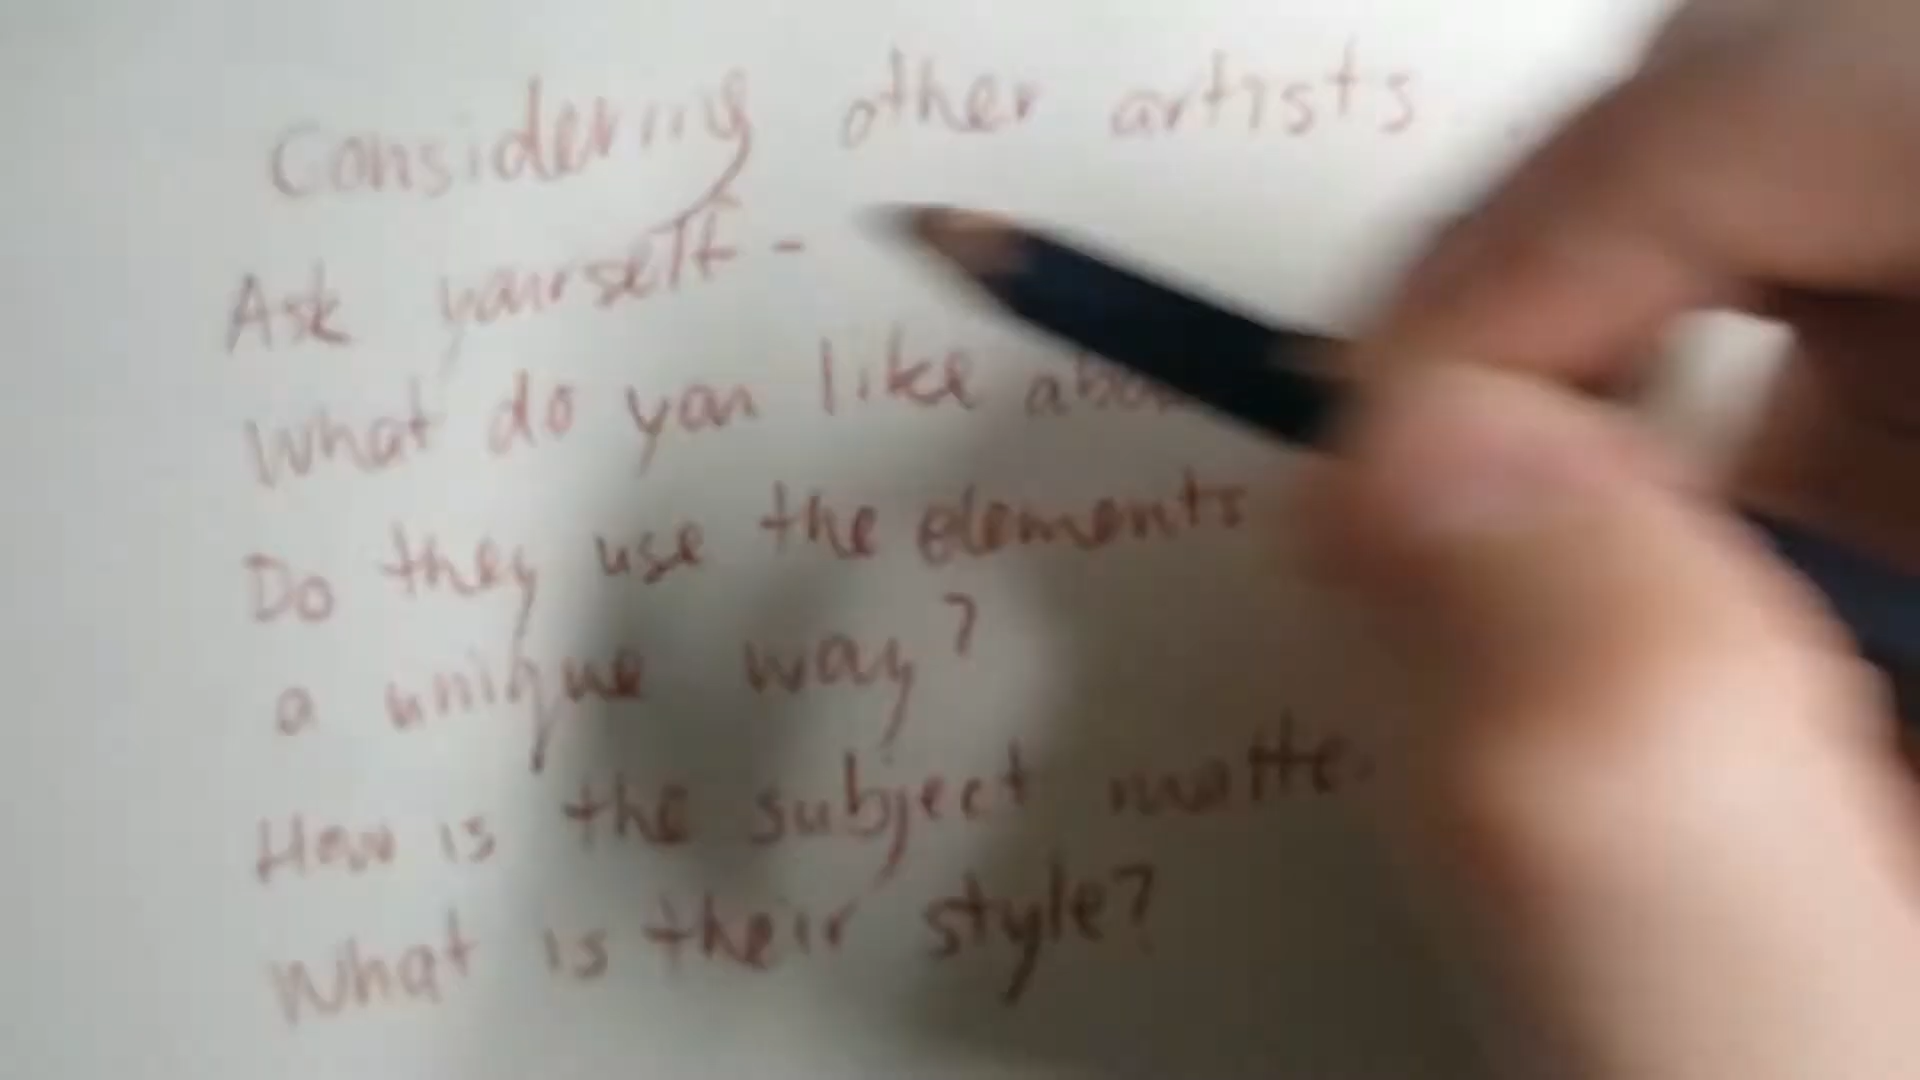 Considering other artists
Ask yourself -
What do you like
Do they use the elements
a unique way?
How is the subject matte
What is their style?